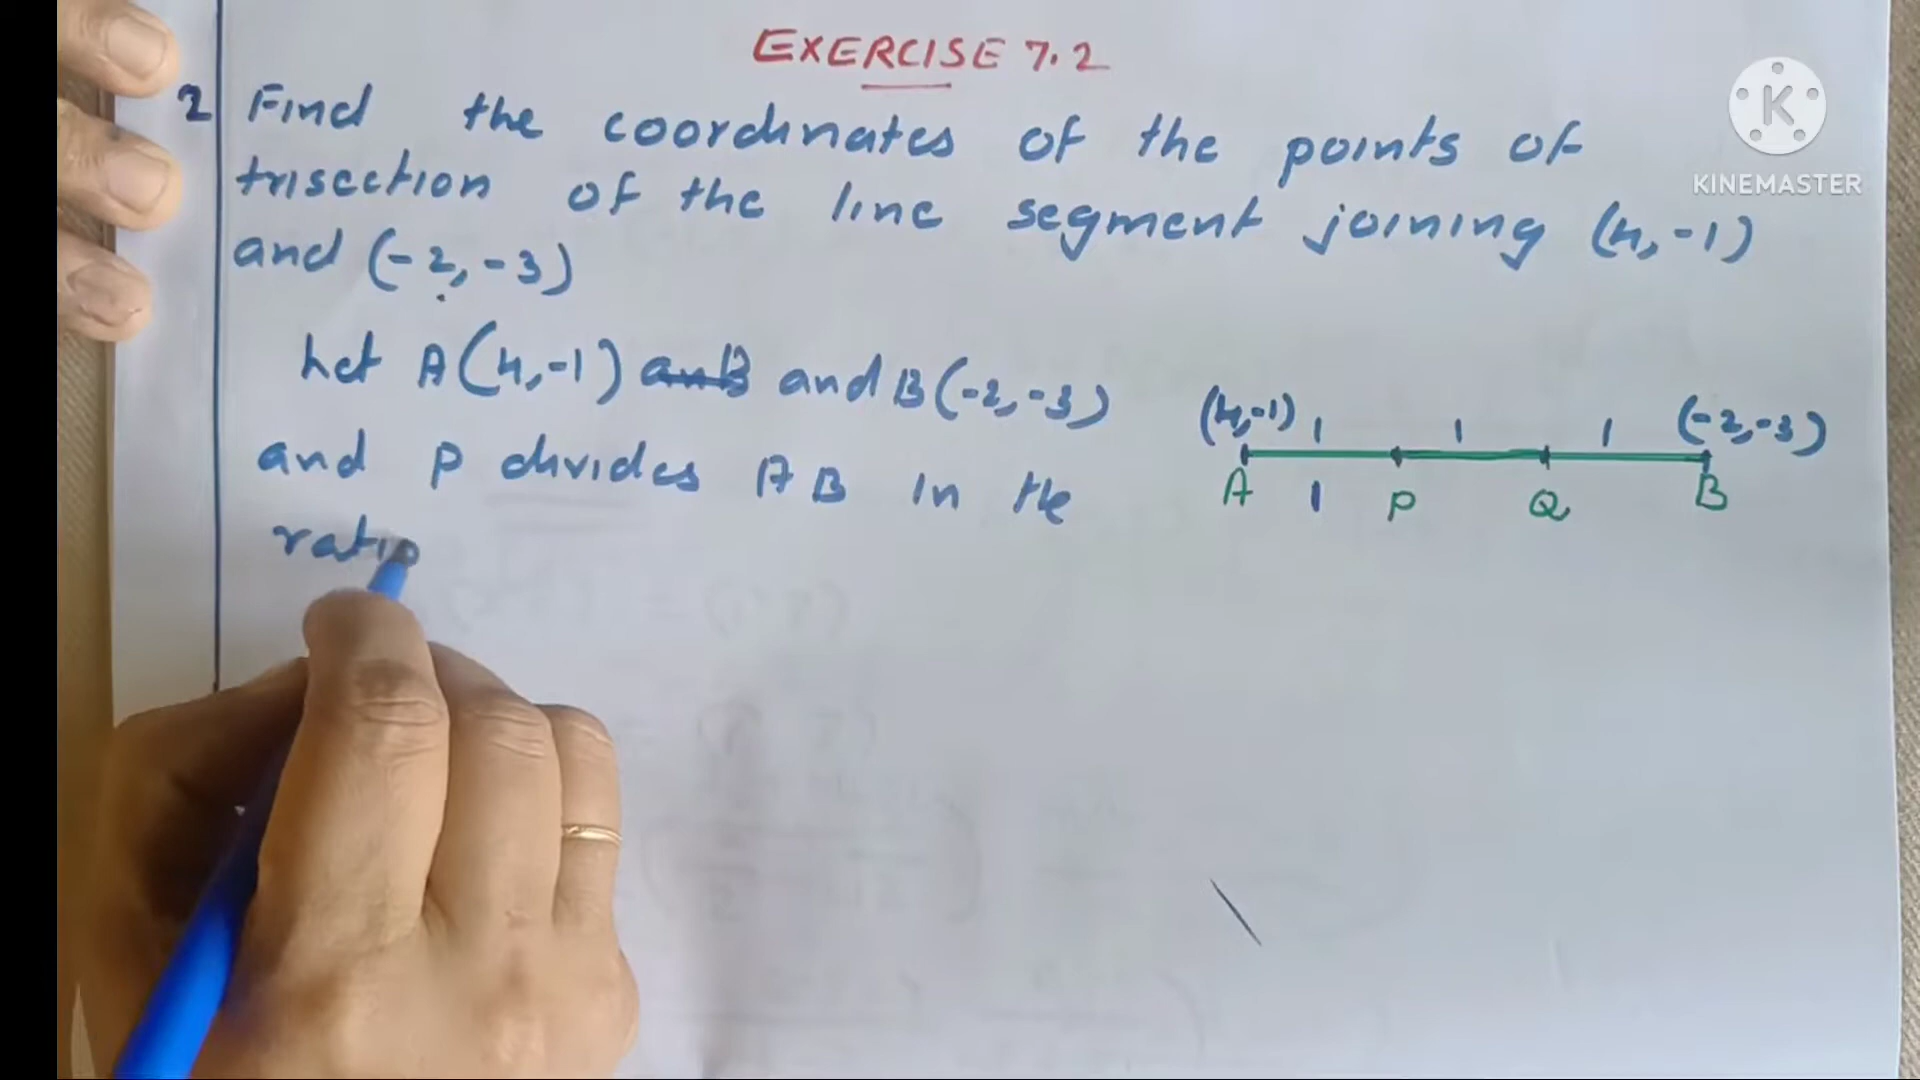 EXERCISE 7.2
2 Find the coordinates of the points of
trisection of the line segment joining (4,-1)
and (-2,-3)
Let A(4,-1) and B(-2,-3)
and P divides AB in the
ratio
(4,-1) 1 1 1 (-2,-3)
A 1 P Q B
K
KINEMASTER